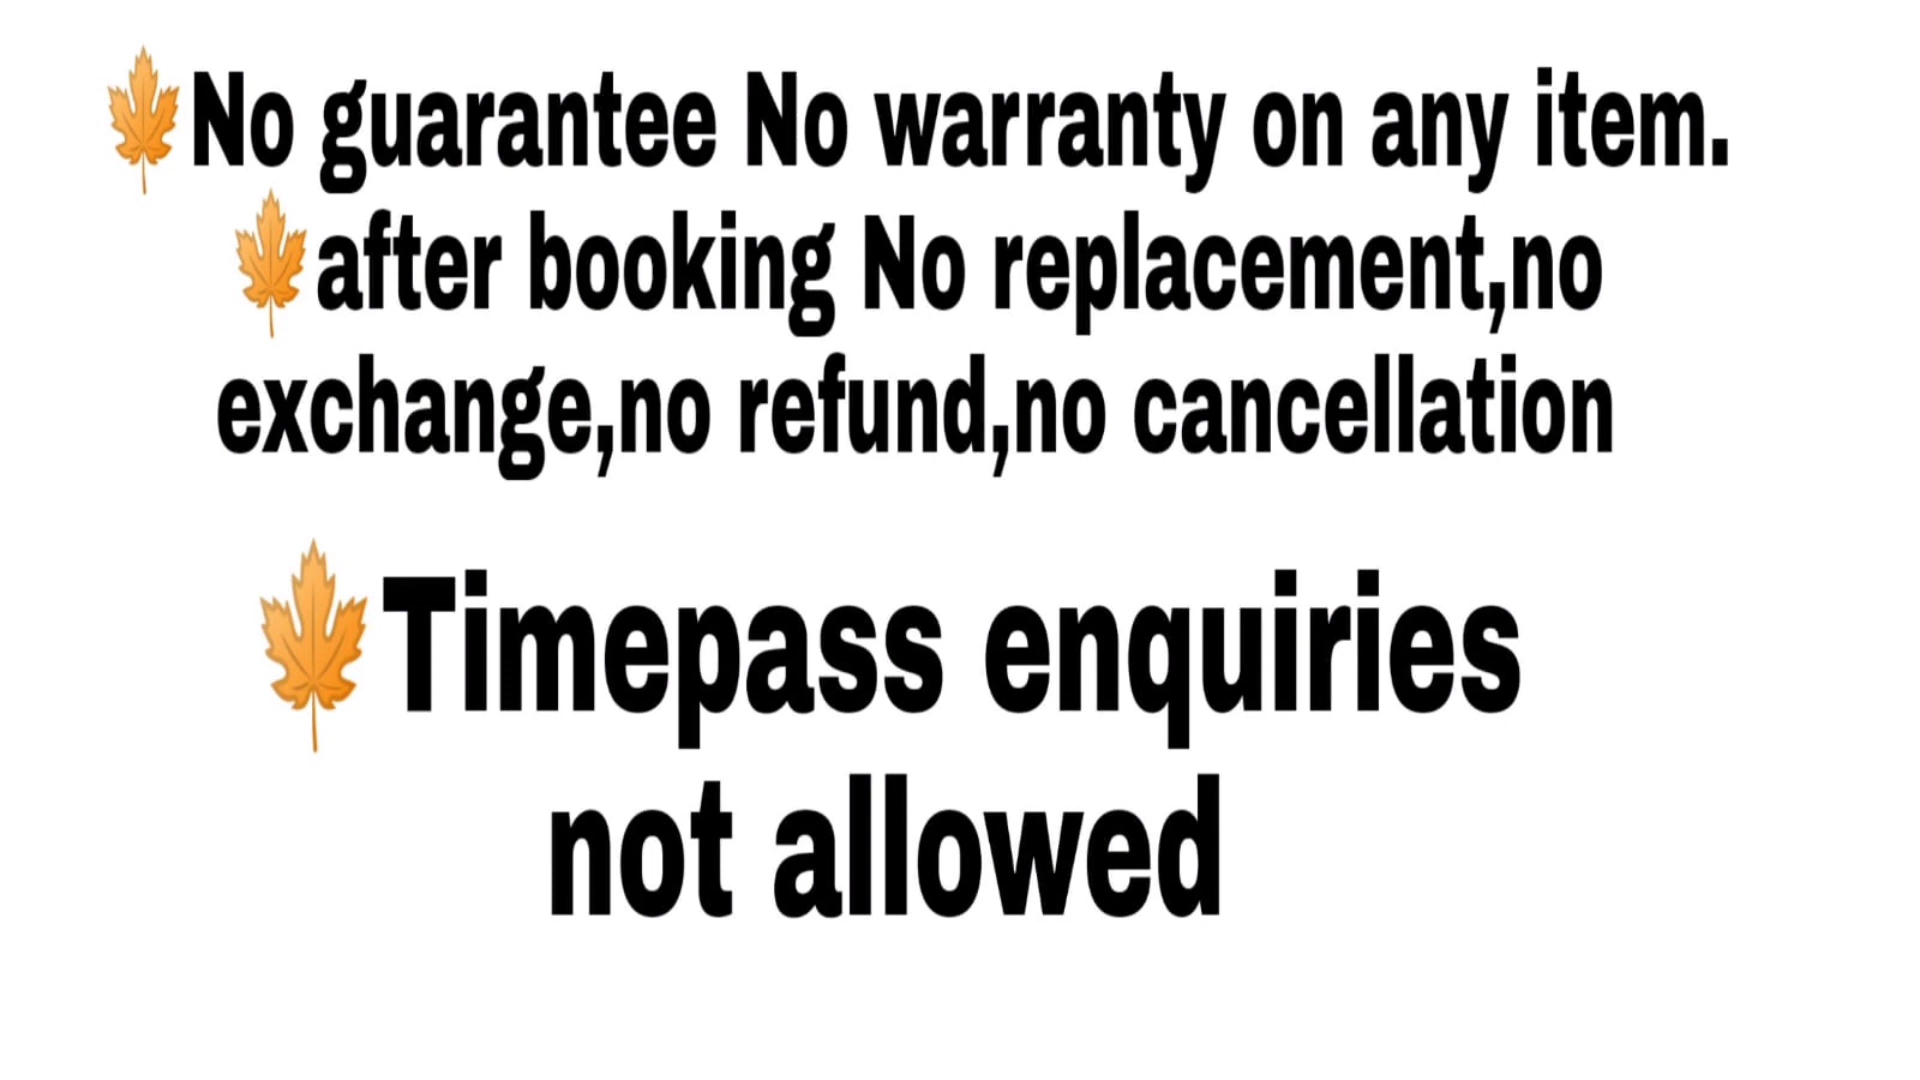 🍁No guarantee No warranty on any item.
🍁after booking No replacement,no
exchange,no refund,no cancellation
🍁Timepass enquiries
not allowed